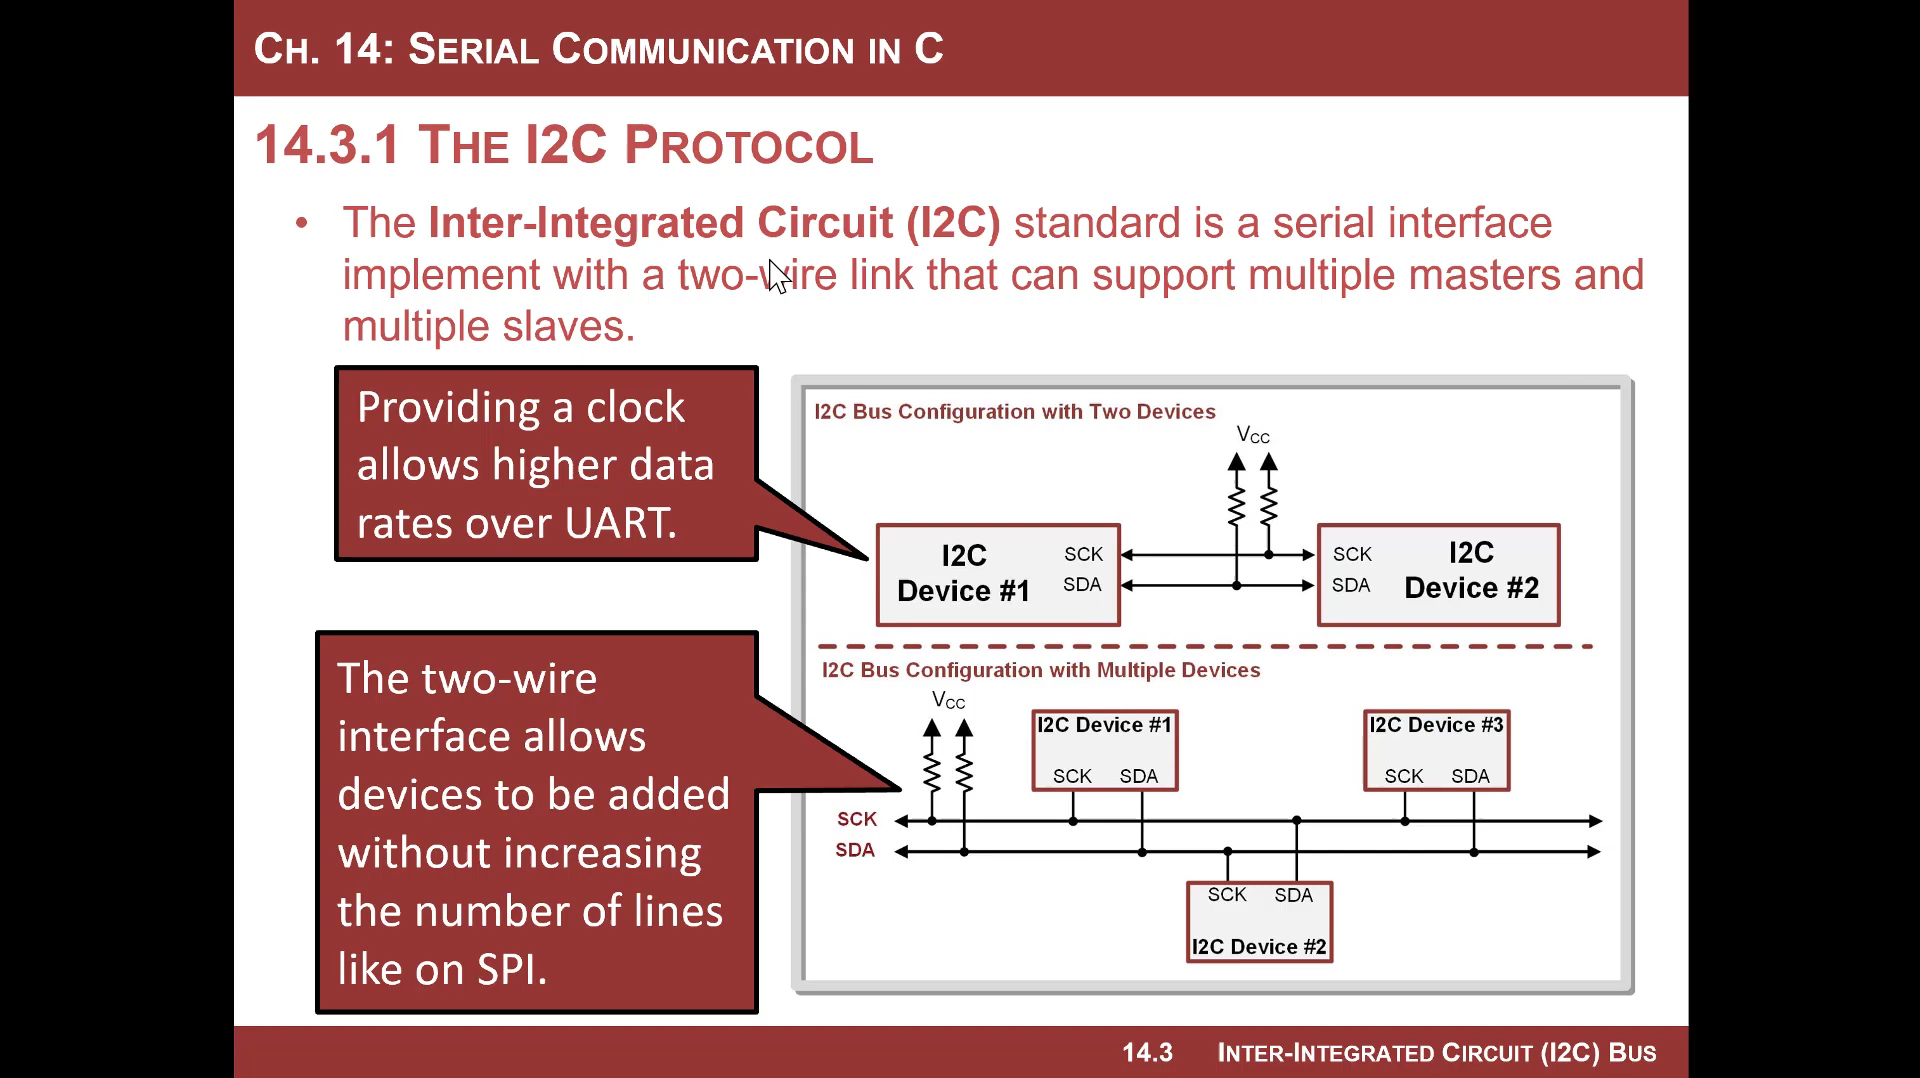 CH. 14: SERIAL COMMUNICATION IN C
14.3.1 THE I2C PROTOCOL
• The Inter-Integrated Circuit (I2C) standard is a serial interface
implement with a two-wire link that can support multiple masters and
multiple slaves.
Providing a clock
allows higher data
rates over UART.
The two-wire
interface allows
devices to be added
without increasing
the number of lines
like on SPI.
I2C Bus Configuration with Two Devices
VCC
I2C
Device #1
SCK
SDA
SCK
SDA
I2C
Device #2
I2C Bus Configuration with Multiple Devices
VCC
I2C Device #1
SCK SDA
I2C Device #3
SCK SDA
SCK
SDA
SCK SDA
I2C Device #2
14.3 INTER-INTEGRATED CIRCUIT (I2C) BUS